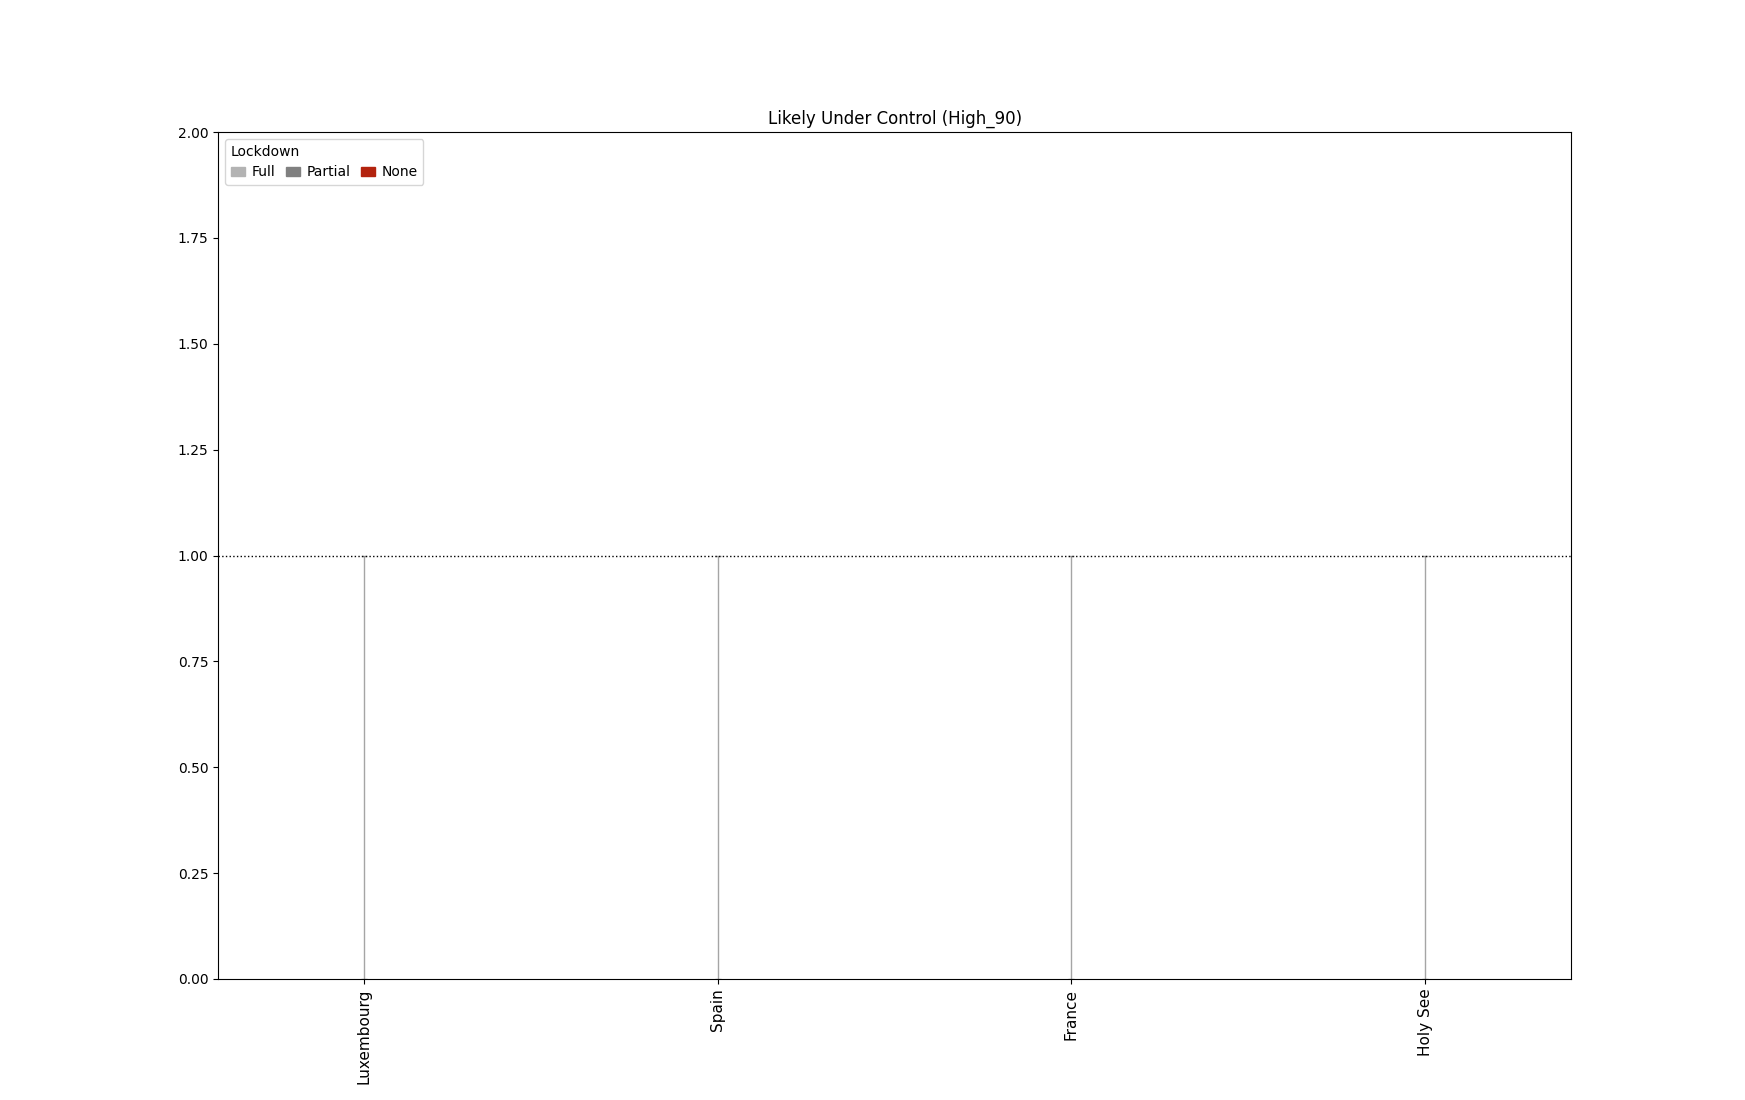 Likely Under Control (High_90)
2.00
Lockdown
Full Partial None
1.75
1.50
1.25
1.00
0.75
0.50
0.25
0.00
Luxembourg
Spain
France
Holy See